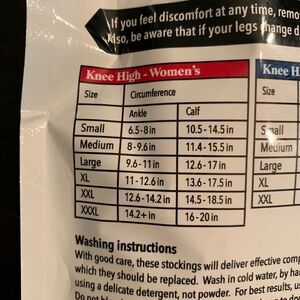 If you feel discomfort at any time, remo
Also, be aware that if your legs change d
Knee High - Women's
Knee H
Size Circumference
Size
Ankle Calf
Small 6.5-8 in 10.5-14.5 in
Small
Medium 8-9.6 in 11.4-15.5 in
Medium
Large 9.6-11 in 12.6-17 in
Large
XL 11-12.6 in 13.6-17.5 in
XL
XXL 12.6-14.2 in 14.5-18.5 in
XXL
XXXL 14.2+ in 16-20 in
XXXL
Washing instructions
With good care, these stockings will deliver effective comp
which they should be replaced. Wash in cold water, by ha
using a delicate detergent, not powder. For best results, u
Do not